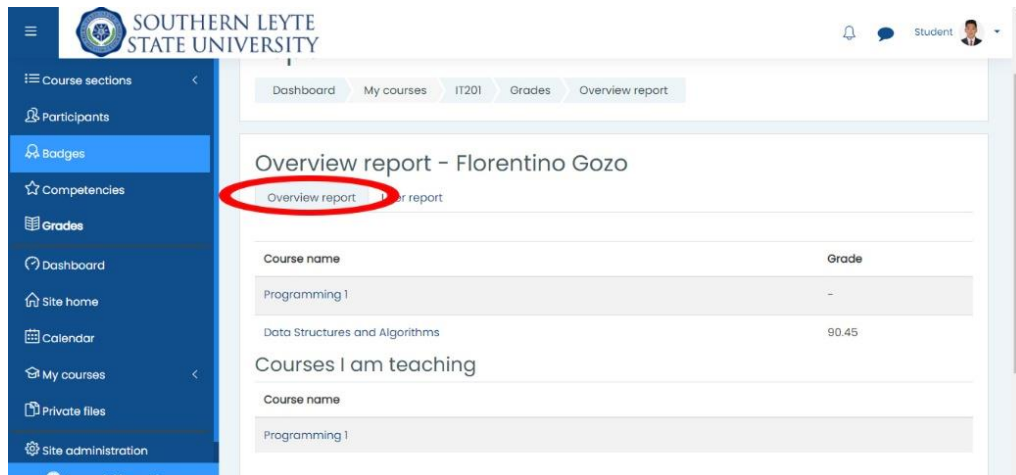 SOUTHERN LEYTE
STATE UNIVERSITY
Student
Course sections
Participants
Badges
Competencies
Grades
Dashboard
Site home
Calendar
My courses
Private files
Site administration
Dashboard My courses IT201 Grades Overview report
Overview report - Florentino Gozo
Overview report report
Course name Grade
Programming 1 -
Data Structures and Algorithms 90.45
Courses I am teaching
Course name
Programming 1